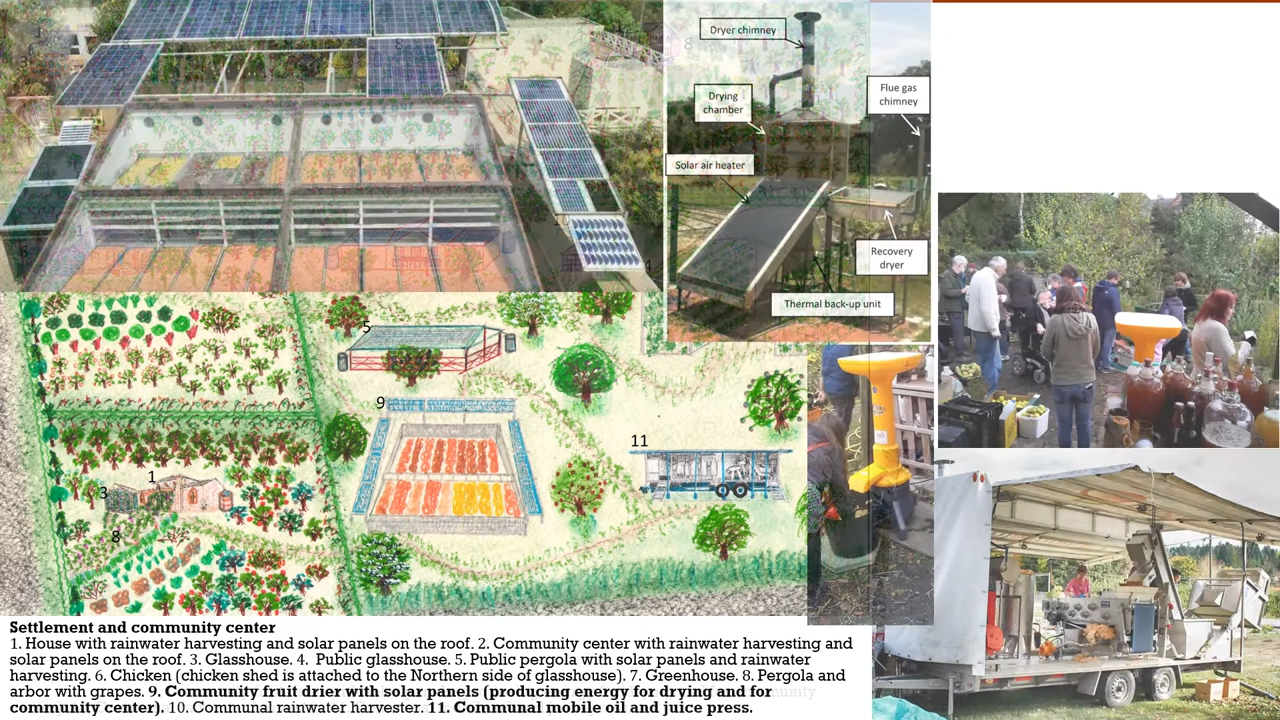 Dryer chimney
Flue gas
chimney
Drying
chamber
Solar air heater
Recovery
dryer
Thermal back-up unit
5
9
11
1
3
8
Settlement and community center
1. House with rainwater harvesting and solar panels on the roof. 2. Community center with rainwater harvesting and
solar panels on the roof. 3. Glasshouse. 4. Public glasshouse. 5. Public pergola with solar panels and rainwater
harvesting. 6. Chicken (chicken shed is attached to the Northern side of glasshouse). 7. Greenhouse. 8. Pergola and
arbor with grapes. 9. Community fruit drier with solar panels (producing energy for drying and for
community center). 10. Communal rainwater harvester. 11. Communal mobile oil and juice press.